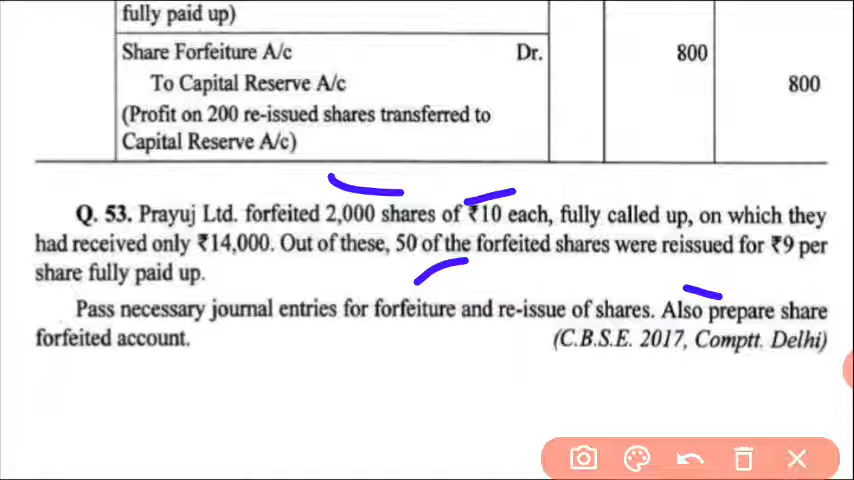 fully paid up)
Share Forfeiture A/c Dr. 800
To Capital Reserve A/c 800
(Profit on 200 re-issued shares transferred to
Capital Reserve A/c)
Q. 53. Prayuj Ltd. forfeited 2,000 shares of ₹10 each, fully called up, on which they
had received only ₹14,000. Out of these, 50 of the forfeited shares were reissued for ₹9 per
share fully paid up.
Pass necessary journal entries for forfeiture and re-issue of shares. Also prepare share
forfeited account. (C.B.S.E. 2017, Comptt. Delhi)